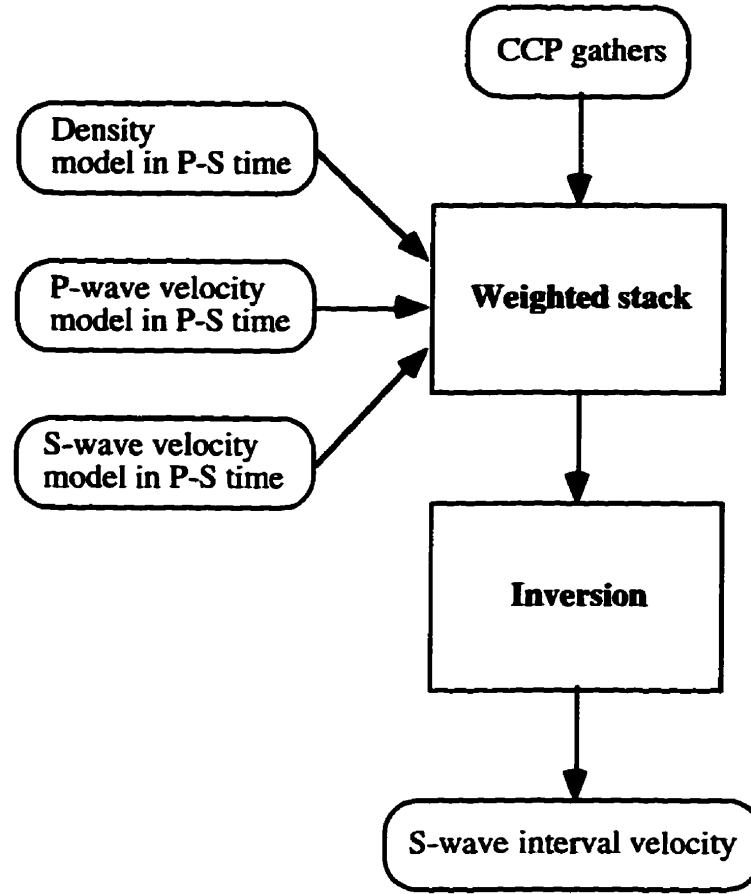 CCP gathers
Density
model in P-S time
P-wave velocity
model in P-S time
Weighted stack
S-wave velocity
model in P-S time
Inversion
S-wave interval velocity